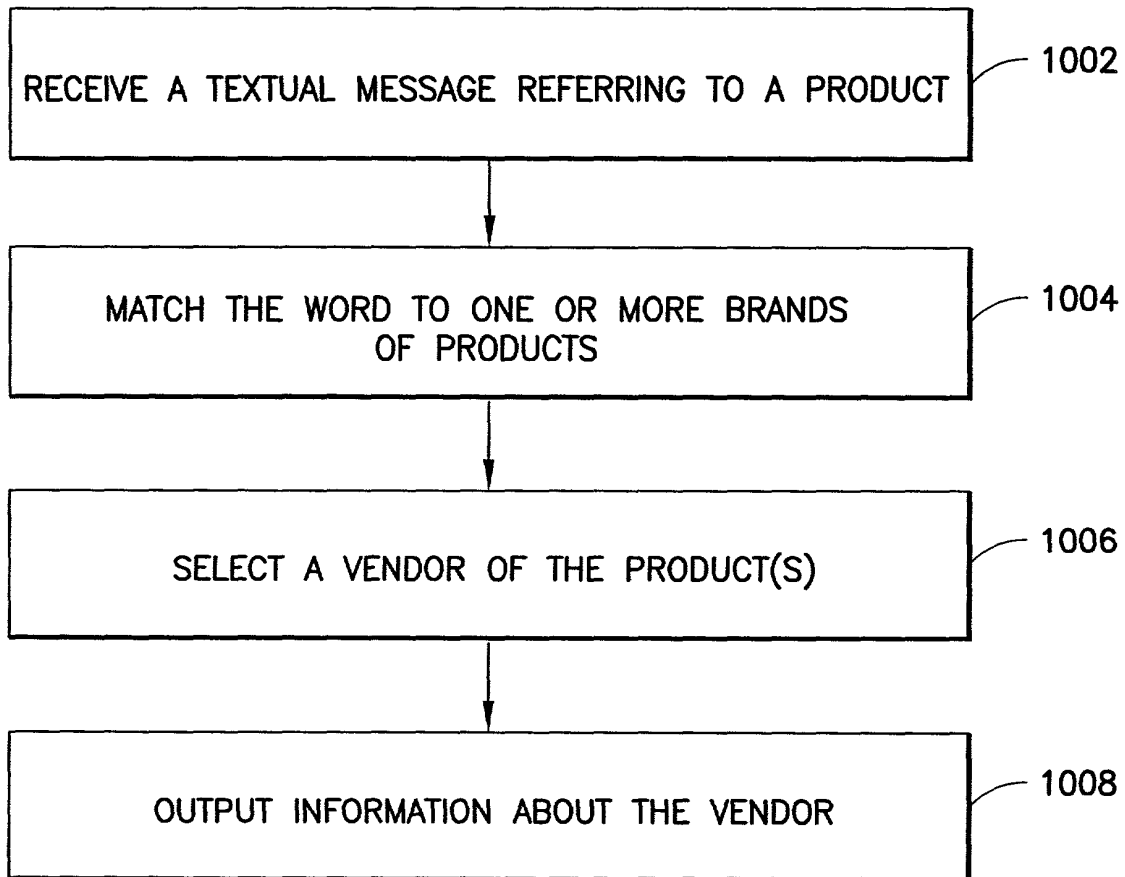 RECEIVE A TEXTUAL MESSAGE REFERRING TO A PRODUCT
1002
MATCH THE WORD TO ONE OR MORE BRANDS
OF PRODUCTS
1004
SELECT A VENDOR OF THE PRODUCT(S)
1006
OUTPUT INFORMATION ABOUT THE VENDOR
1008